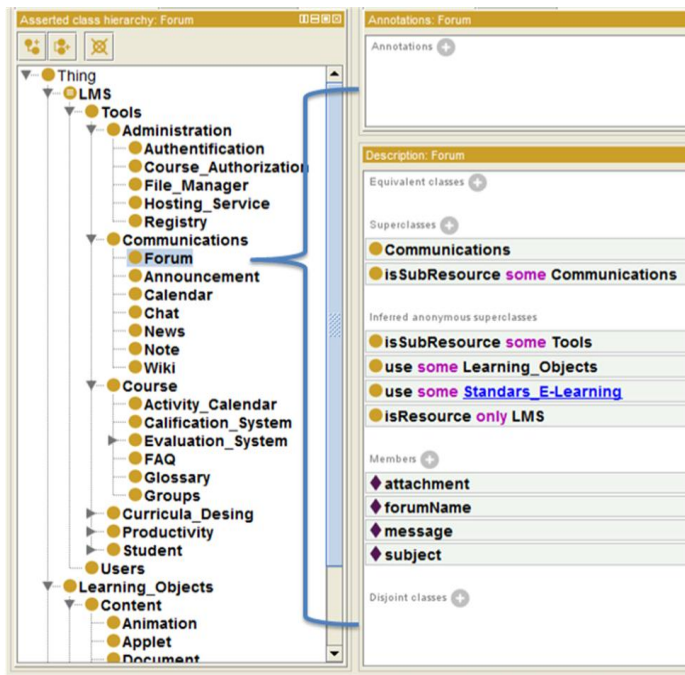 Asserted class hierarchy: Forum
Thing
LMS
Tools
Administration
Authentification
Course_Authorization
File_Manager
Hosting_Service
Registry
Communications
Forum
Announcement
Calendar
Chat
News
Note
Wiki
Course
Activity_Calendar
Calification_System
Evaluation_System
FAQ
Glossary
Groups
Curricula_Desing
Productivity
Student
Users
Learning_Objects
Content
Animation
Applet
Document
Annotations: Forum
Annotations
Description: Forum
Equivalent classes
Superclasses
Communications
isSubResource some Communications
Inferred anonymous superclasses
isSubResource some Tools
use some Learning_Objects
use some Standars_E-Learning
isResource only LMS
Members
attachment
forumName
message
subject
Disjoint classes